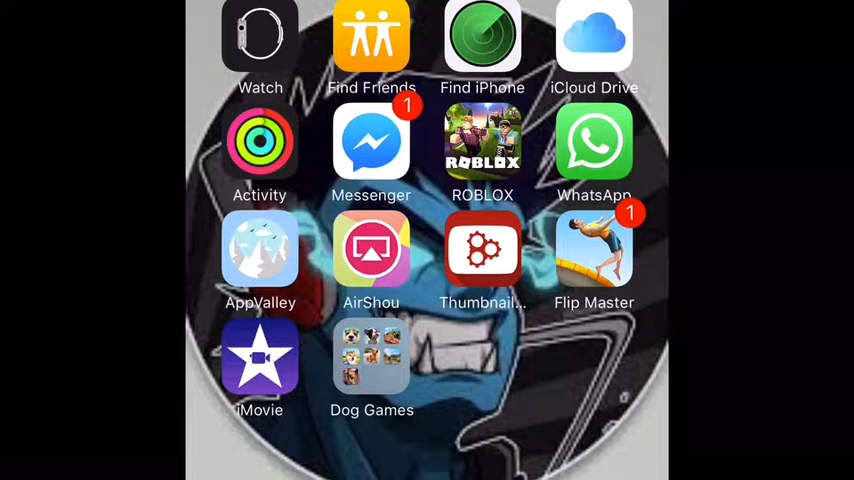 Watch Find Friends Find iPhone iCloud Drive
1
ROBLOX
Activity Messenger ROBLOX WhatsApp
1
AppValley AirShou Thumbnail... Flip Master
iMovie Dog Games